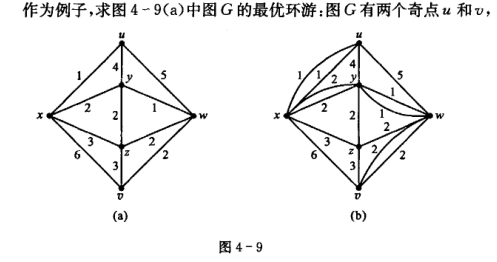 作为例子,求图4-9(a)中图G的最优环游:图G有两个奇点u和v,
u u
4 4
1 5 1 1 2 5
y y
2 1 2 1
x 2 w x 2 1 w
3 2 3 2
z z 2
6 3 2 6 3 2
v v
(a) (b)
图4-9